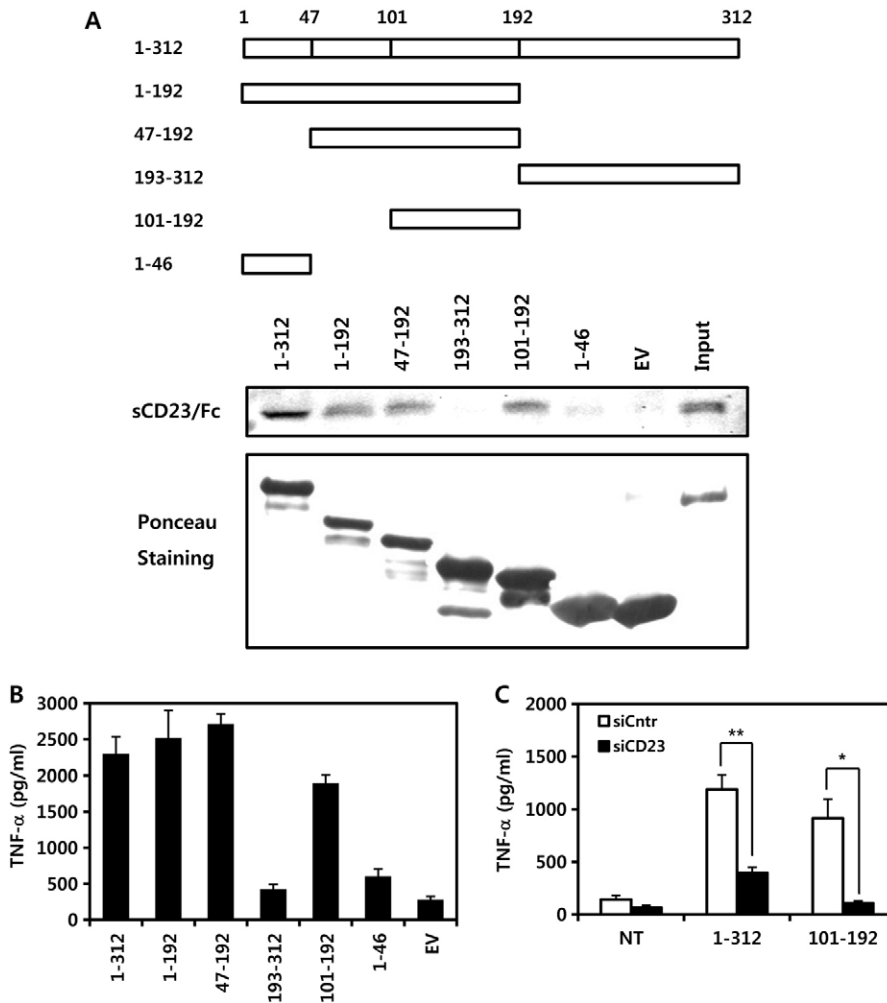 A
1 47 101 192 312
1-312
1-192
47-192
193-312
101-192
1-46
1-312 1-192 47-192 193-312 101-192 1-46 EV Input
sCD23/Fc
Ponceau
Staining
B
TNF-α (pg/ml)
3000
2500
2000
1500
1000
500
0
1-312 1-192 47-192 193-312 101-192 1-46 EV
C
TNF-α (pg/ml)
2000
1500
1000
500
0
siCntr
siCD23
**
*
NT 1-312 101-192